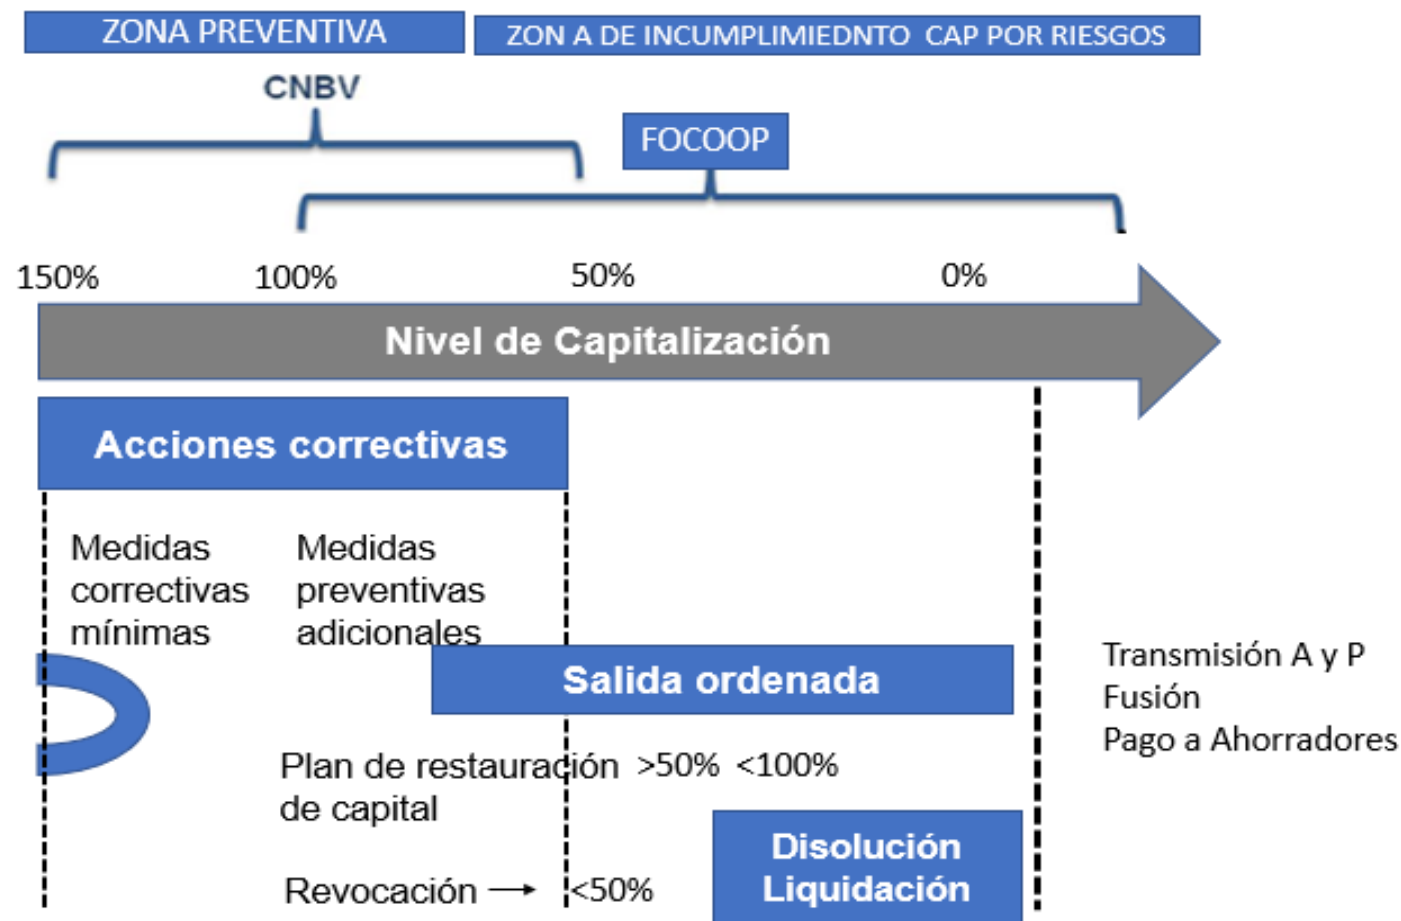 ZONA PREVENTIVA
ZON A DE INCUMPLIMIEDNTO CAP POR RIESGOS
CNBV
FOCOOP
150%
100%
50%
0%
Nivel de Capitalización
Acciones correctivas
Medidas
correctivas
mínimas
Medidas
preventivas
adicionales
Salida ordenada
Transmisión A y P
Fusión
Pago a Ahorradores
Plan de restauración >50% <100%
de capital
Disolución
Liquidación
Revocación → <50%